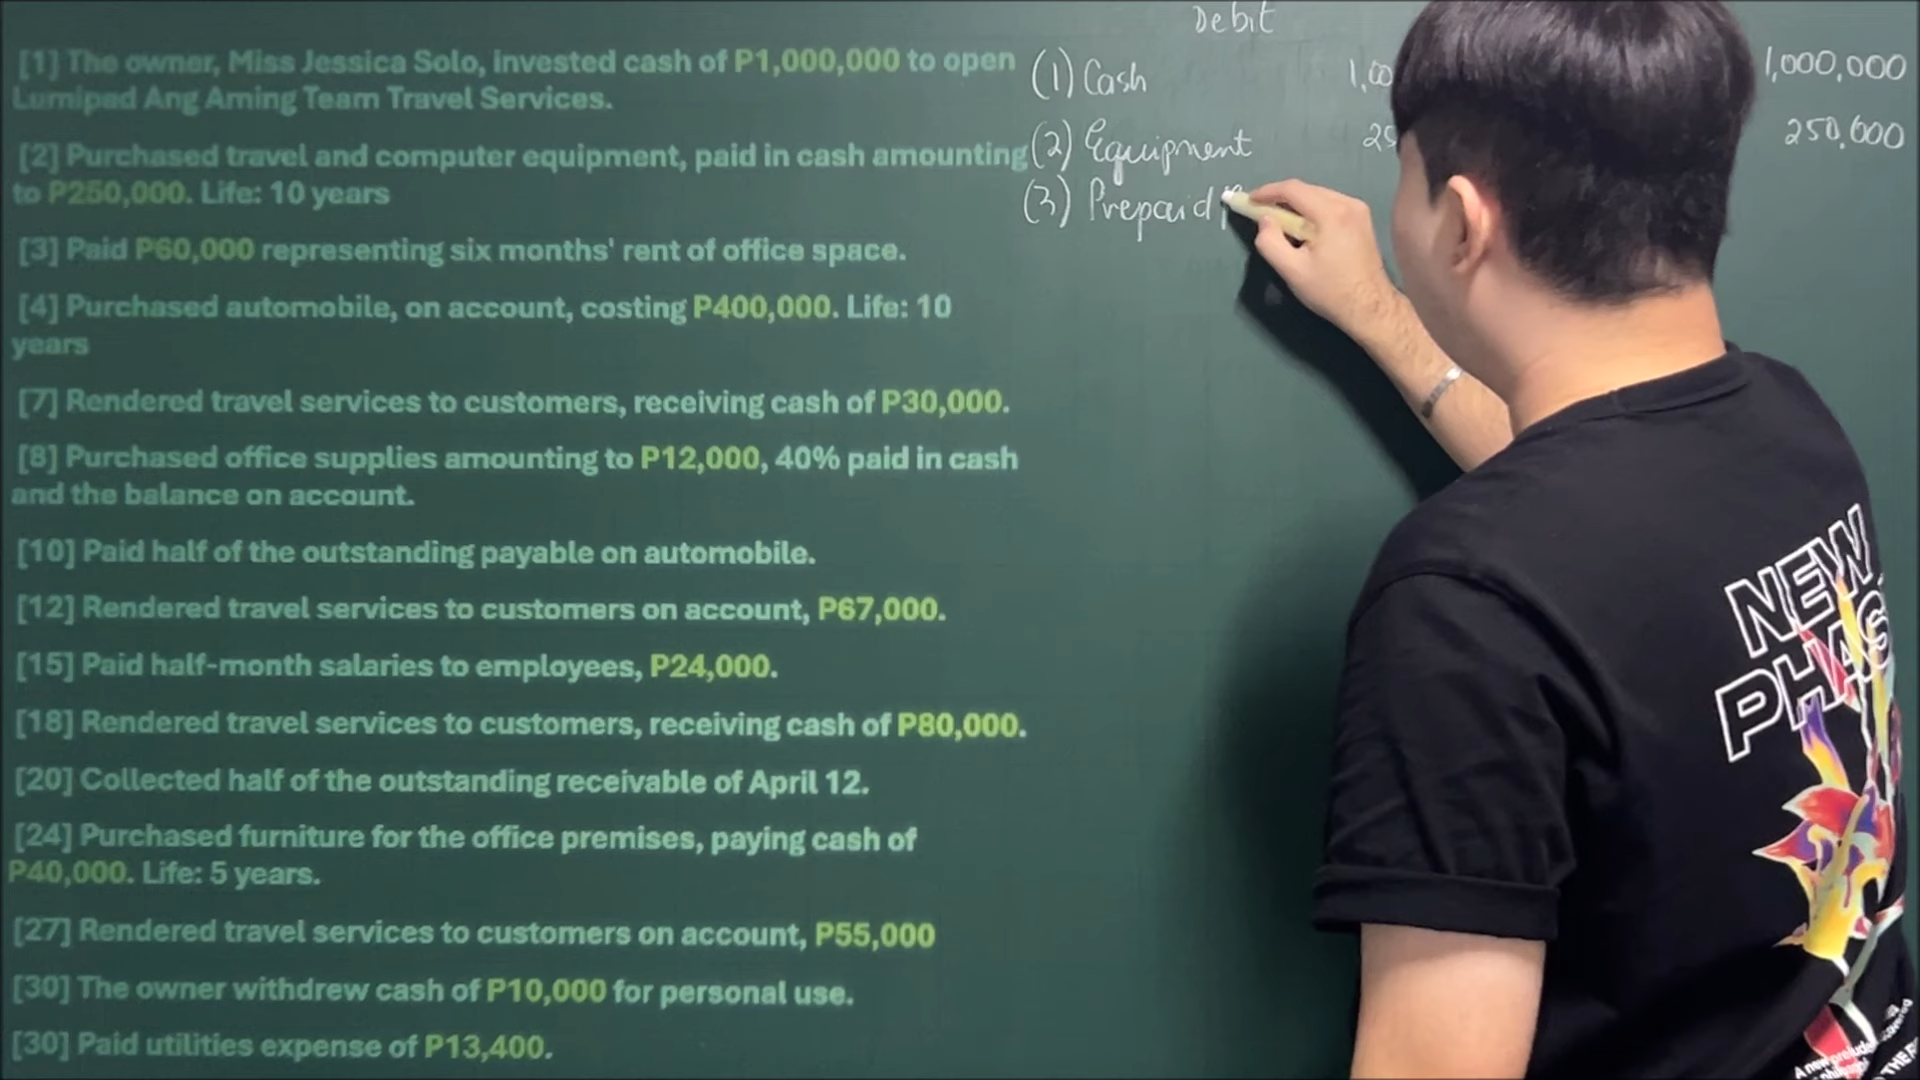 [1] The owner, Miss Jessica Solo, invested cash of P1,000,000 to open
Lumipad Ang Aming Team Travel Services.
[2] Purchased travel and computer equipment, paid in cash amounting
to P250,000. Life: 10 years
[3] Paid P60,000 representing six months' rent of office space.
[4] Purchased automobile, on account, costing P400,000. Life: 10
years
[7] Rendered travel services to customers, receiving cash of P30,000.
[8] Purchased office supplies amounting to P12,000, 40% paid in cash
and the balance on account.
[10] Paid half of the outstanding payable on automobile.
[12] Rendered travel services to customers on account, P67,000.
[15] Paid half-month salaries to employees, P24,000.
[18] Rendered travel services to customers, receiving cash of P80,000.
[20] Collected half of the outstanding receivable of April 12.
[24] Purchased furniture for the office premises, paying cash of
P40,000. Life: 5 years.
[27] Rendered travel services to customers on account, P55,000
[30] The owner withdrew cash of P10,000 for personal use.
[30] Paid utilities expense of P13,400.
Debit
(1) Cash 1,00 1,000,000
(2) Equipment 25 250,000
(3) Prepaid
NEW
PHAS
A new prelude